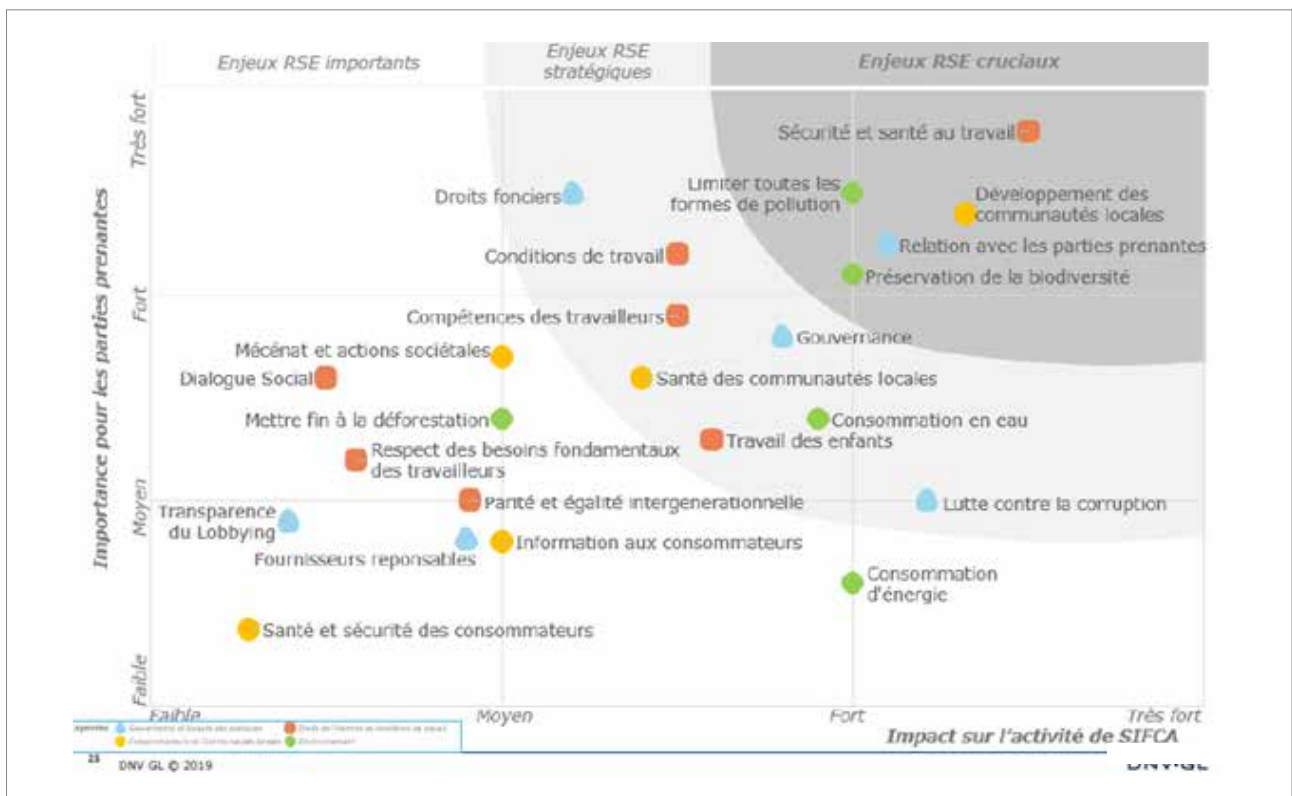 Enjeux RSE importants
Enjeux RSE
stratégiques
Enjeux RSE cruciaux
Importance pour les parties prenantes
Très fort
Fort
Moyen
Faible
Sécurité et santé au travail
Limiter toutes les
formes de pollution
Droits fonciers
Développement des
communautés locales
Relation avec les parties prenantes
Conditions de travail
Préservation de la biodiversité
Compétences des travailleurs
Gouvernance
Mécénat et actions sociétales
Dialogue Social
Santé des communautés locales
Mettre fin à la déforestation
Consommation en eau
Travail des enfants
Respect des besoins fondamentaux
des travailleurs
Parité et égalité intergenerationnelle
Lutte contre la corruption
Transparence
du Lobbying
Fournisseurs reponsables
Information aux consommateurs
Consommation
d'énergie
Santé et sécurité des consommateurs
Faible
Moyen
Fort
Très fort
Impact sur l'activité de SIFCA
Environnement
25
DNV GL © 2019
DNV·GL